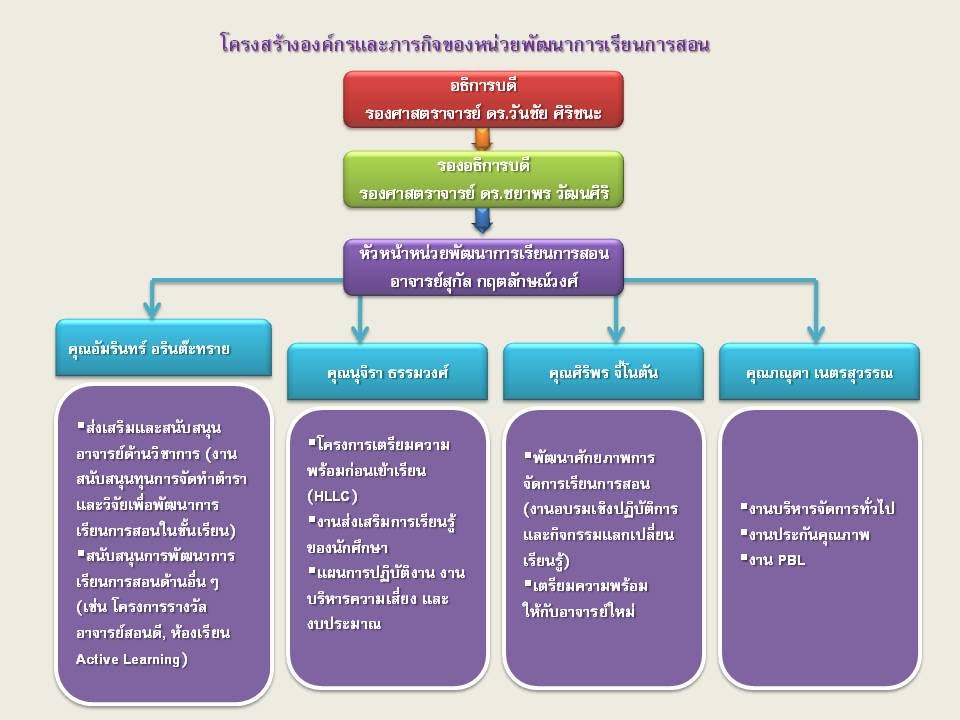 โครงสร้างองค์กรและภารกิจของหน่วยพัฒนาการเรียนการสอน
อธิการบดี
รองศาสตราจารย์ ดร.วันชัย ศิริชนะ
รองอธิการบดี
รองศาสตราจารย์ ดร.ชยาพร วัฒนศิริ
หัวหน้าหน่วยพัฒนาการเรียนการสอน
อาจารย์สุกัล กฤตลักษณ์วงศ์
คุณอัมรินทร์ อรินต๊ะทราย
▪ส่งเสริมและสนับสนุน
อาจารย์ด้านวิชาการ (งาน
สนับสนุนทุนการจัดทำตำรา
และวิจัยเพื่อพัฒนาการ
เรียนการสอนในชั้นเรียน)
▪สนับสนุนการพัฒนาการ
เรียนการสอนด้านอื่น ๆ
(เช่น โครงการรางวัล
อาจารย์สอนดี, ห้องเรียน
Active Learning)
คุณนุจิรา ธรรมวงศ์
▪โครงการเตรียมความ
พร้อมก่อนเข้าเรียน
(HLLC)
▪งานส่งเสริมการเรียนรู้
ของนักศึกษา
▪แผนการปฏิบัติงาน งาน
บริหารความเสี่ยง และ
งบประมาณ
คุณศิริพร จี้โนตัน
▪พัฒนาศักยภาพการ
จัดการเรียนการสอน
(งานอบรมเชิงปฏิบัติการ
และกิจกรรมแลกเปลี่ยน
เรียนรู้)
▪เตรียมความพร้อม
ให้กับอาจารย์ใหม่
คุณภณุดา เนตรสุวรรณ
▪งานบริหารจัดการทั่วไป
▪งานประกันคุณภาพ
▪งาน PBL